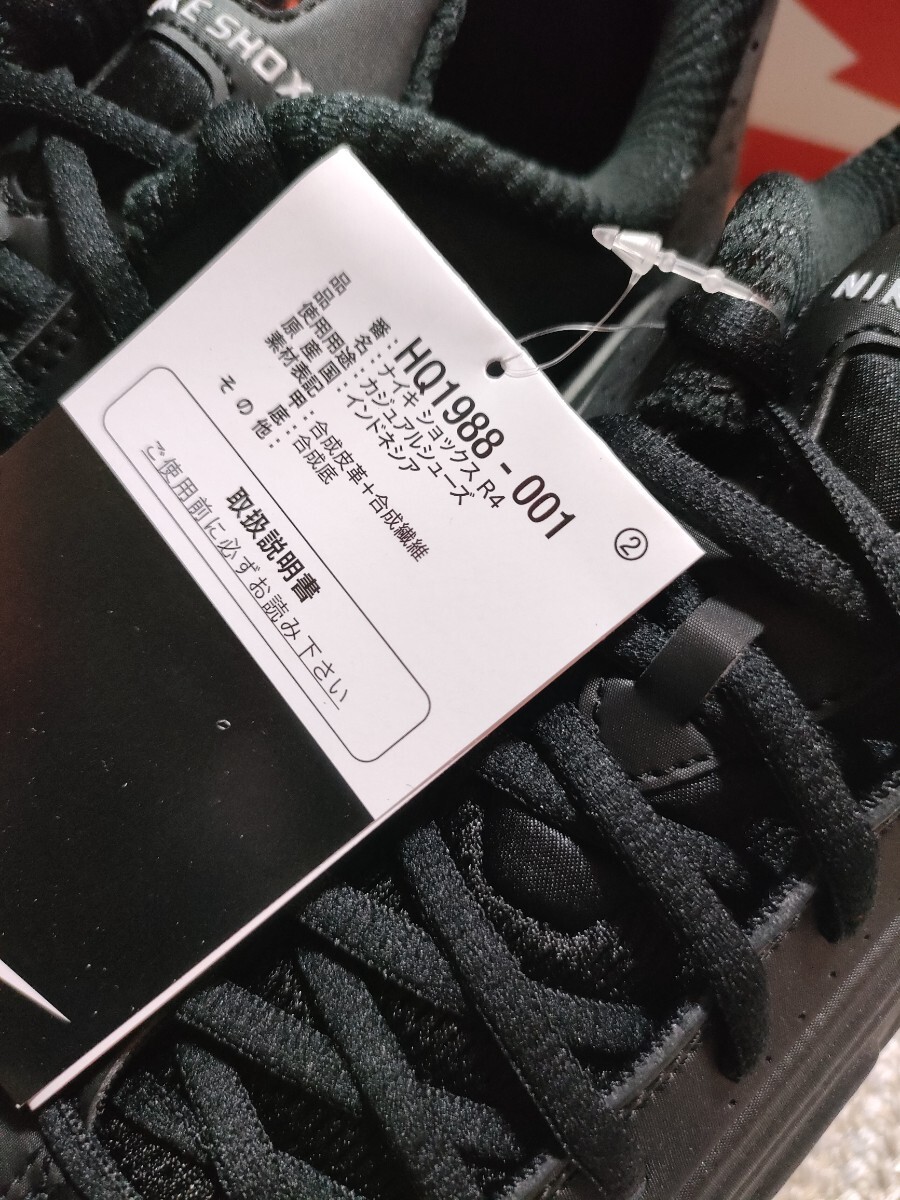 KE SHOX
NIK
品番：HQ1988-001
品名：ナイキ ショックス R4
使用用途：カジュアルシューズ
原産国：インドネシア
素材表記 甲：合成皮革＋合成繊維
底：合成底
その他：
②
取扱説明書
ご使用前に必ずお読み下さい